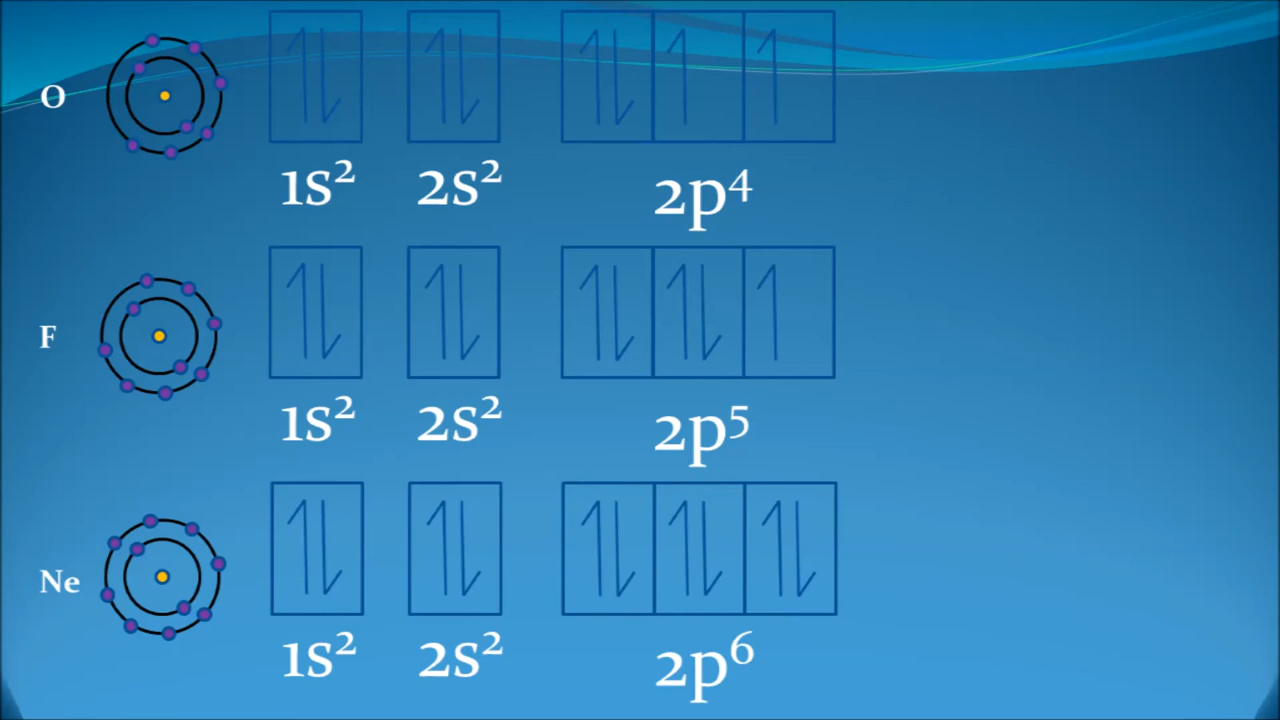 O
1s²
2s²
2p⁴
F
1s²
2s²
2p⁵
Ne
1s²
2s²
2p⁶